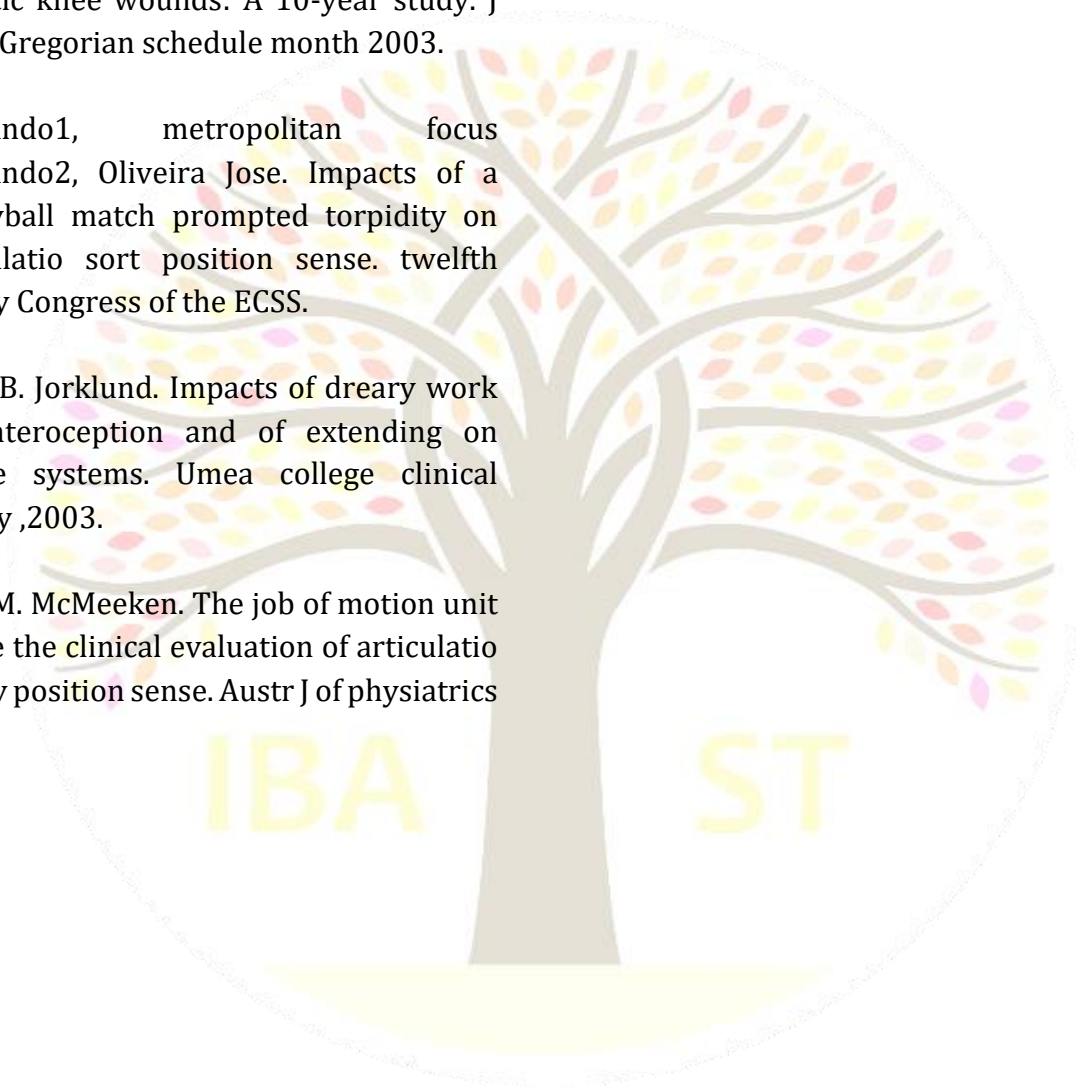 tic knee wounds. A 10-year study. J
Gregorian schedule month 2003.
ndo1, metropolitan focus
ndo2, Oliveira Jose. Impacts of a
yball match prompted torpidity on
latio sort position sense. twelfth
y Congress of the ECSS.
B. Jorklund. Impacts of dreary work
nteroception and of extending on
e systems. Umea college clinical
y ,2003.
M. McMeeken. The job of motion unit
e the clinical evaluation of articulatio
y position sense. Austr J of physiatrics
IBA ST